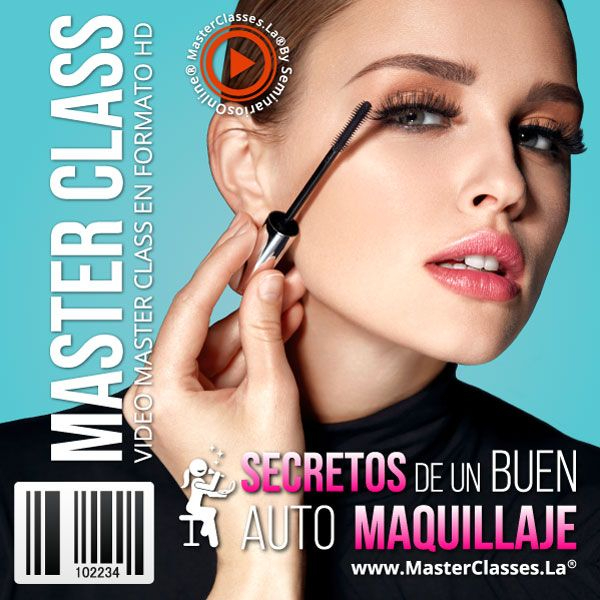 MASTER CLASS
VIDEO MASTER CLASS EN FORMATO HD
MasterClasses.La® By SeminariosOnline®
SECRETOS DE UN BUEN
AUTO MAQUILLAJE
www.MasterClasses.La®
102234